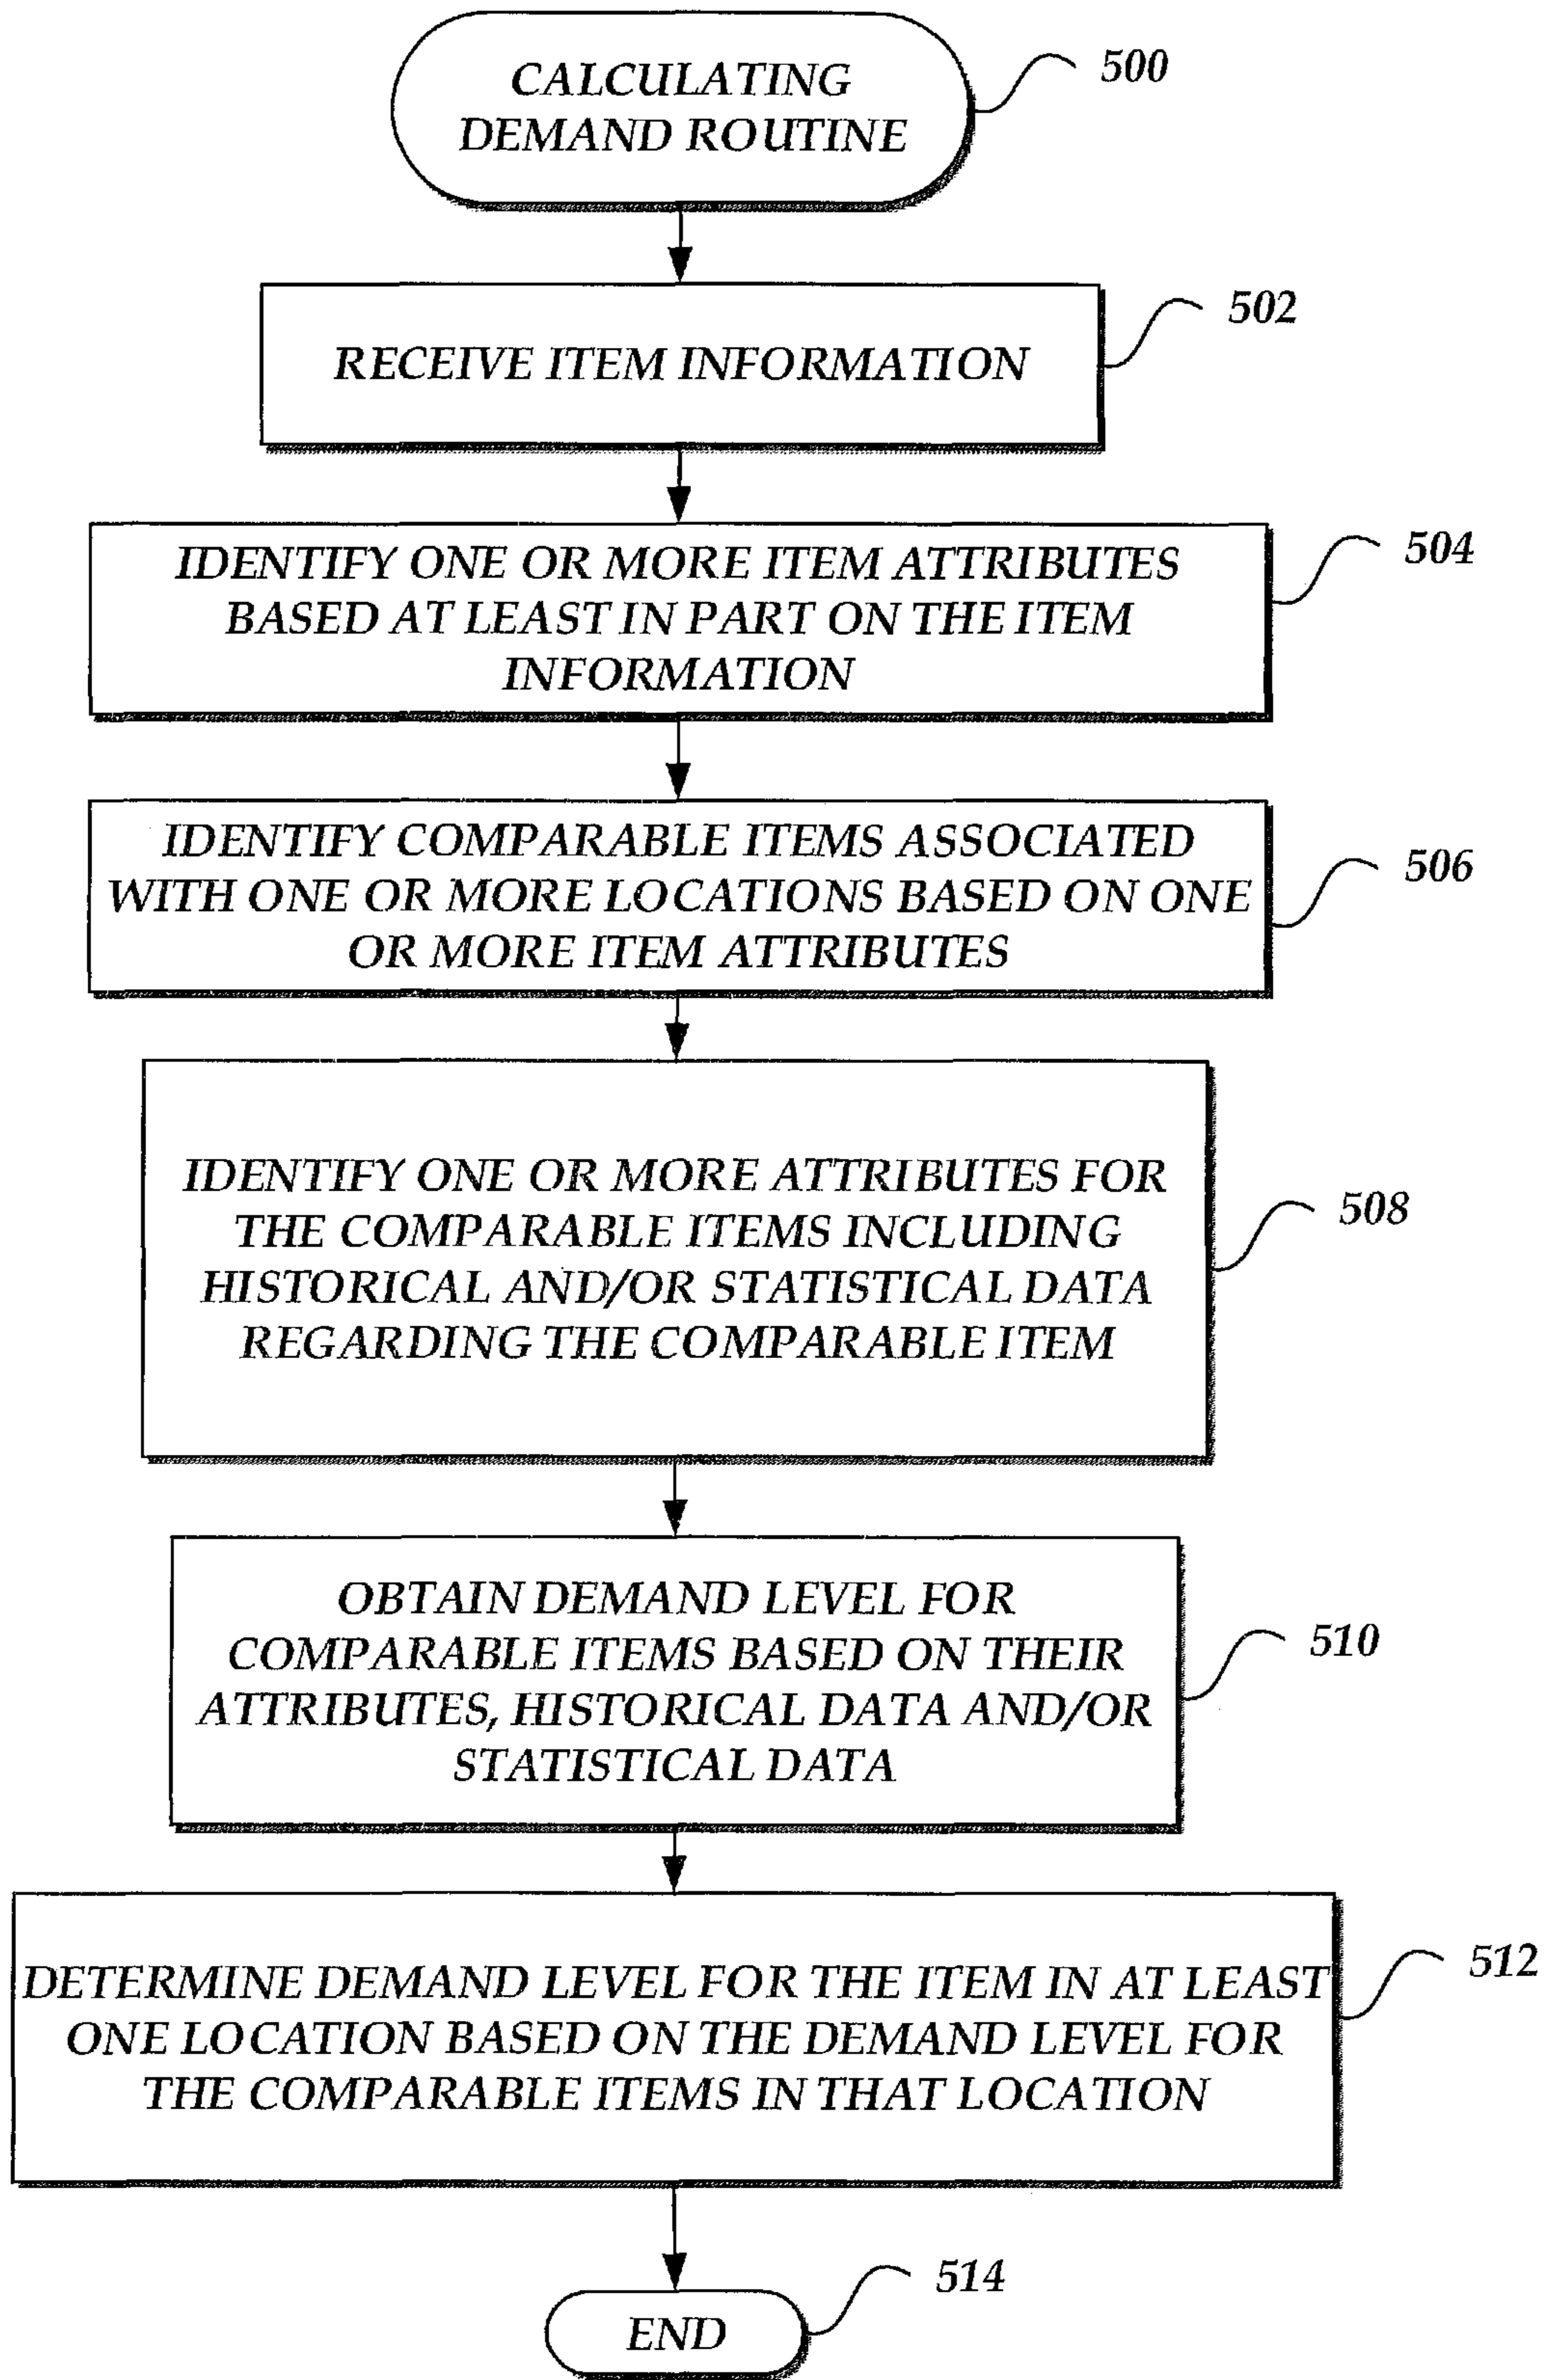 CALCULATING
DEMAND ROUTINE
500
RECEIVE ITEM INFORMATION
502
IDENTIFY ONE OR MORE ITEM ATTRIBUTES
BASED AT LEAST IN PART ON THE ITEM
INFORMATION
504
IDENTIFY COMPARABLE ITEMS ASSOCIATED
WITH ONE OR MORE LOCATIONS BASED ON ONE
OR MORE ITEM ATTRIBUTES
506
IDENTIFY ONE OR MORE ATTRIBUTES FOR
THE COMPARABLE ITEMS INCLUDING
HISTORICAL AND/OR STATISTICAL DATA
REGARDING THE COMPARABLE ITEM
508
OBTAIN DEMAND LEVEL FOR
COMPARABLE ITEMS BASED ON THEIR
ATTRIBUTES, HISTORICAL DATA AND/OR
STATISTICAL DATA
510
DETERMINE DEMAND LEVEL FOR THE ITEM IN AT LEAST
ONE LOCATION BASED ON THE DEMAND LEVEL FOR
THE COMPARABLE ITEMS IN THAT LOCATION
512
END
514